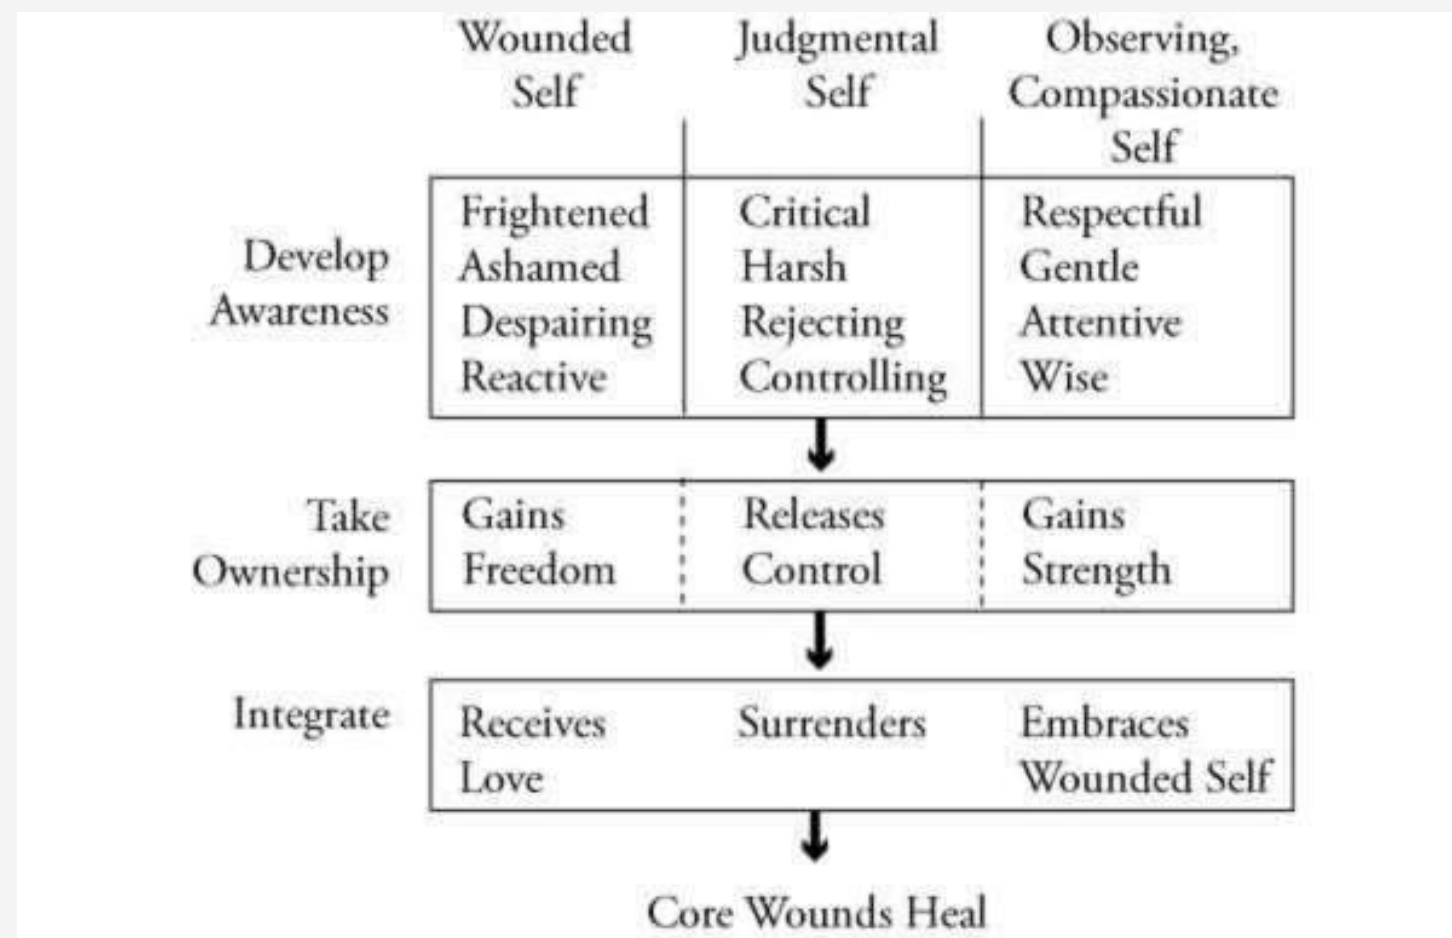 Wounded Self
Judgmental Self
Observing, Compassionate Self
Develop Awareness
Frightened Critical Respectful
Ashamed Harsh Gentle
Despairing Rejecting Attentive
Reactive Controlling Wise
Take Ownership
Gains Freedom
Releases Control
Gains Strength
Integrate
Receives Love
Surrenders
Embraces Wounded Self
Core Wounds Heal